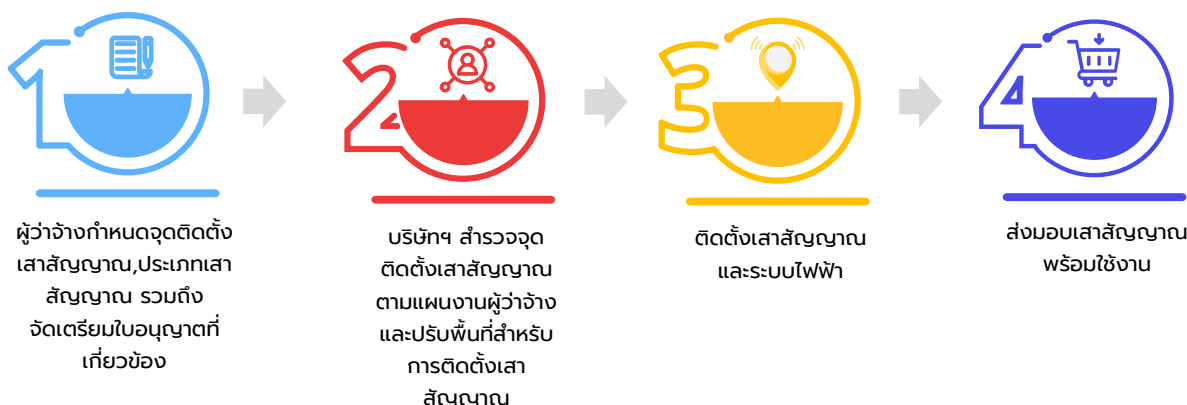 1
ผู้ว่าจ้างกำหนดจุดติดตั้ง
เสาสัญญาณ,ประเภทเสา
สัญญาณ รวมถึง
จัดเตรียมใบอนุญาตที่
เกี่ยวข้อง
2
บริษัทฯ สำรวจจุด
ติดตั้งเสาสัญญาณ
ตามแผนงานผู้ว่าจ้าง
และปรับพื้นที่สำหรับ
การติดตั้งเสา
สัญญาณ
3
ติดตั้งเสาสัญญาณ
และระบบไฟฟ้า
4
ส่งมอบเสาสัญญาณ
พร้อมใช้งาน